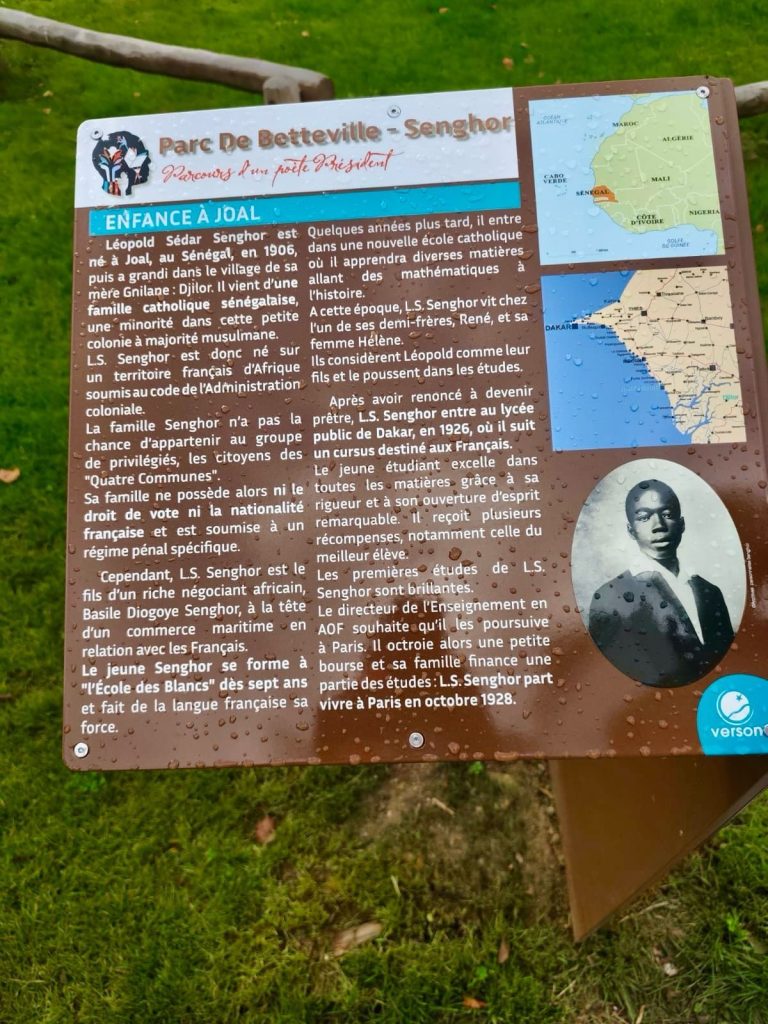 Parc De Betteville - Senghor
Parcours d'un poète Président
ENFANCE À JOAL
Léopold Sédar Senghor est
né à Joal, au Sénégal, en 1906,
puis a grandi dans le village de sa
mère Gnilane : Djilor. Il vient d'une
famille catholique sénégalaise,
une minorité dans cette petite
colonie à majorité musulmane.
L.S. Senghor est donc né sur
un territoire français d'Afrique
soumis au code de l'Administration
coloniale.
La famille Senghor n'a pas la
chance d'appartenir au groupe
de privilégiés, les citoyens des
"Quatre Communes".
Sa famille ne possède alors ni le
droit de vote ni la nationalité
française et est soumise à un
régime pénal spécifique.
Cependant, L.S. Senghor est le
fils d'un riche négociant africain,
Basile Diogoye Senghor, à la tête
d'un commerce maritime en
relation avec les Français.
Le jeune Senghor se forme à
"l'École des Blancs" dès sept ans
et fait de la langue française sa
force.
Quelques années plus tard, il entre
dans une nouvelle école catholique
où il apprendra diverses matières
allant des mathématiques à
l'histoire.
A cette époque, L.S. Senghor vit chez
l'un de ses demi-frères, René, et sa
femme Hélène.
Ils considèrent Léopold comme leur
fils et le poussent dans les études.
Après avoir renoncé à devenir
prêtre, L.S. Senghor entre au lycée
public de Dakar, en 1926, où il suit
un cursus destiné aux Français.
Le jeune étudiant excelle dans
toutes les matières grâce à sa
rigueur et à son ouverture d'esprit
remarquable. Il reçoit plusieurs
récompenses, notamment celle du
meilleur élève.
Les premières études de L.S.
Senghor sont brillantes.
Le directeur de l'Enseignement en
AOF souhaite qu'il les poursuive
à Paris. Il octroie alors une petite
bourse et sa famille finance une
partie des études : L.S. Senghor part
vivre à Paris en octobre 1928.
OCÉAN
ATLANTIQUE
MAROC
ALGÉRIE
CABO
VERDE
MALI
SÉNÉGAL
CÔTE
D'IVOIRE
NIGERIA
GOLFE
DE GUINÉE
DAKAR
verson